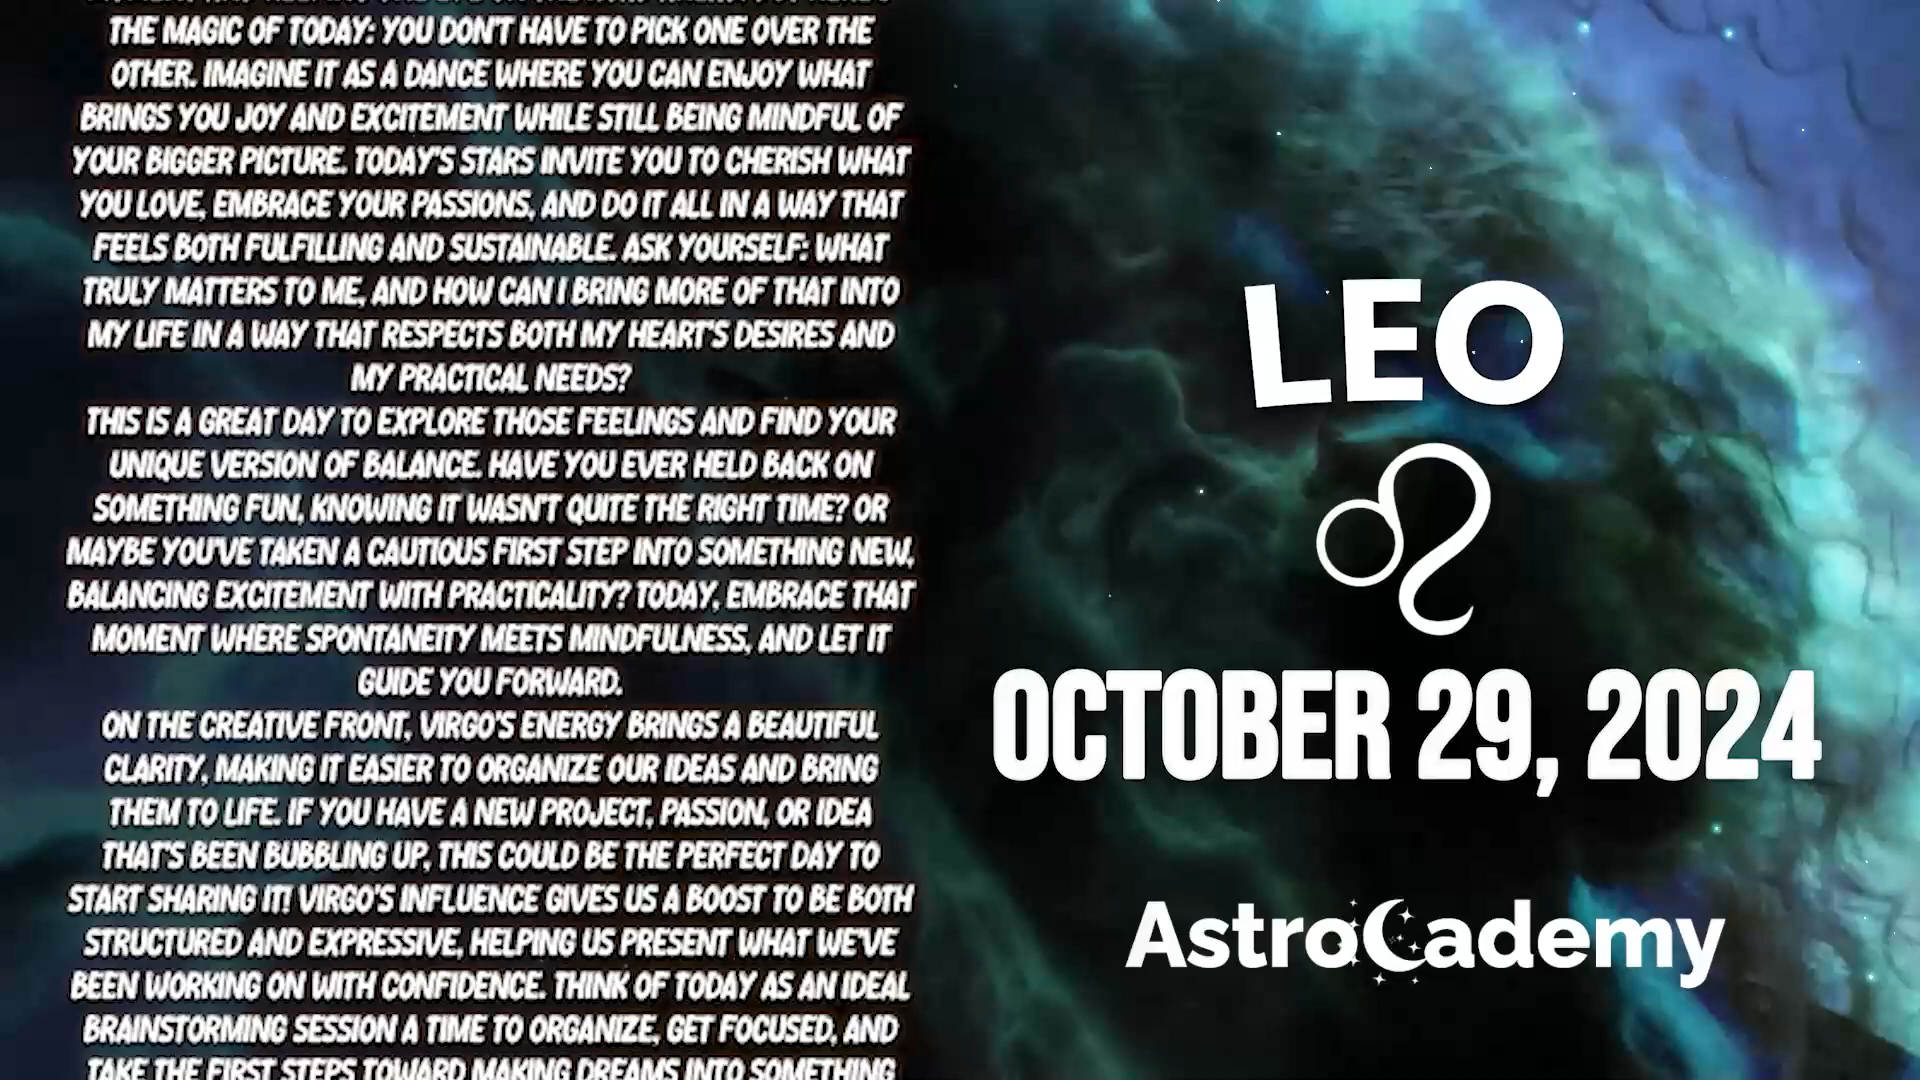 THE MAGIC OF TODAY: YOU DON'T HAVE TO PICK ONE OVER THE
OTHER. IMAGINE IT AS A DANCE WHERE YOU CAN ENJOY WHAT
BRINGS YOU JOY AND EXCITEMENT WHILE STILL BEING MINDFUL OF
YOUR BIGGER PICTURE. TODAY'S STARS INVITE YOU TO CHERISH WHAT
YOU LOVE, EMBRACE YOUR PASSIONS, AND DO IT ALL IN A WAY THAT
FEELS BOTH FULFILLING AND SUSTAINABLE. ASK YOURSELF: WHAT
TRULY MATTERS TO ME, AND HOW CAN I BRING MORE OF THAT INTO
MY LIFE IN A WAY THAT RESPECTS BOTH MY HEART'S DESIRES AND
MY PRACTICAL NEEDS?
THIS IS A GREAT DAY TO EXPLORE THOSE FEELINGS AND FIND YOUR
UNIQUE VERSION OF BALANCE. HAVE YOU EVER HELD BACK ON
SOMETHING FUN, KNOWING IT WASN'T QUITE THE RIGHT TIME? OR
MAYBE YOU'VE TAKEN A CAUTIOUS FIRST STEP INTO SOMETHING NEW,
BALANCING EXCITEMENT WITH PRACTICALITY? TODAY, EMBRACE THAT
MOMENT WHERE SPONTANEITY MEETS MINDFULNESS, AND LET IT
GUIDE YOU FORWARD.
ON THE CREATIVE FRONT, VIRGO'S ENERGY BRINGS A BEAUTIFUL
CLARITY, MAKING IT EASIER TO ORGANIZE OUR IDEAS AND BRING
THEM TO LIFE. IF YOU HAVE A NEW PROJECT, PASSION, OR IDEA
THAT'S BEEN BUBBLING UP, THIS COULD BE THE PERFECT DAY TO
START SHARING IT! VIRGO'S INFLUENCE GIVES US A BOOST TO BE BOTH
STRUCTURED AND EXPRESSIVE, HELPING US PRESENT WHAT WE'VE
BEEN WORKING ON WITH CONFIDENCE. THINK OF TODAY AS AN IDEAL
BRAINSTORMING SESSION A TIME TO ORGANIZE, GET FOCUSED, AND
TAKE THE FIRST STEPS TOWARD MAKING DREAMS INTO SOMETHING
LEO
♌
OCTOBER 29, 2024
AstroCademy